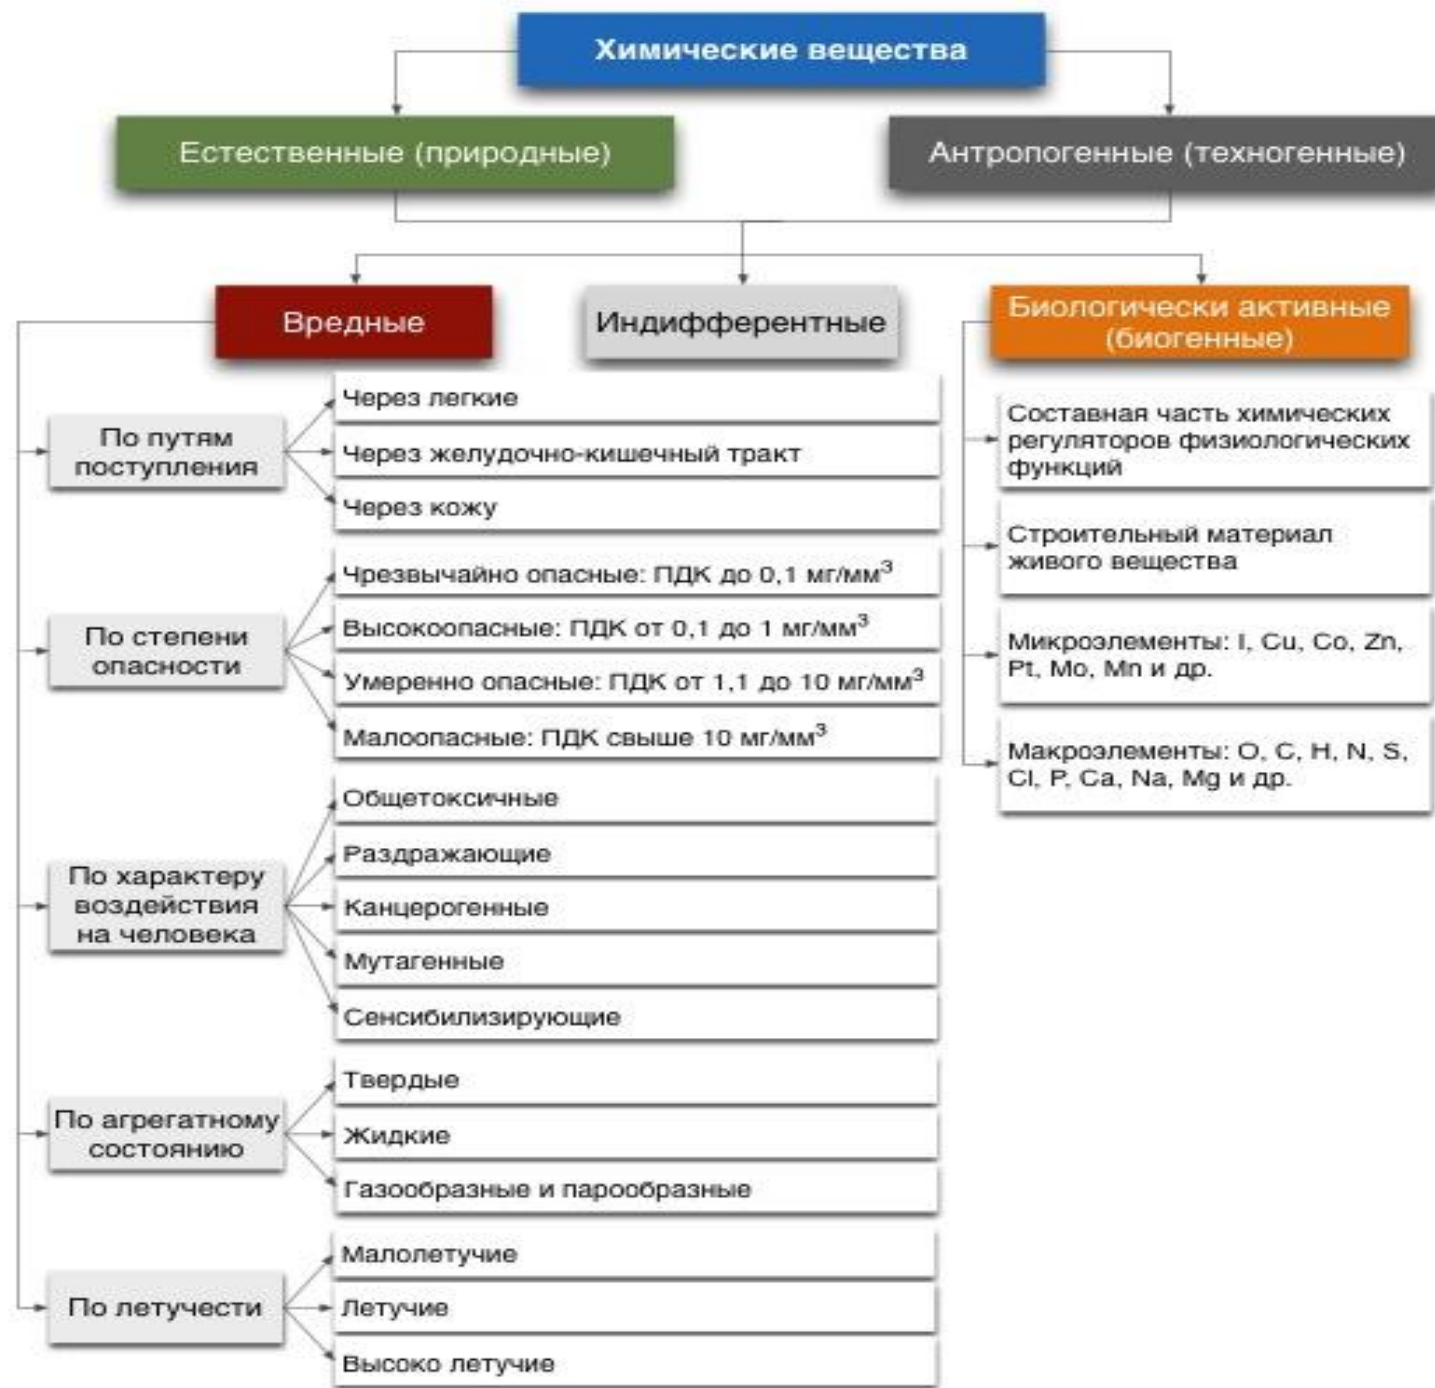 Химические вещества
Естественные (природные)
Антропогенные (техногенные)
Вредные
Индифферентные
Биологически активные
(биогенные)
По путям
поступления
Через легкие
Через желудочно-кишечный тракт
Через кожу
По степени
опасности
Чрезвычайно опасные: ПДК до 0,1 мг/мм³
Высокоопасные: ПДК от 0,1 до 1 мг/мм³
Умеренно опасные: ПДК от 1,1 до 10 мг/мм³
Малоопасные: ПДК свыше 10 мг/мм³
По характеру
воздействия
на человека
Общетоксичные
Раздражающие
Канцерогенные
Мутагенные
Сенсибилизирующие
По агрегатному
состоянию
Твердые
Жидкие
Газообразные и парообразные
По летучести
Малолетучие
Летучие
Высоко летучие
Составная часть химических
регуляторов физиологических
функций
Строительный материал
живого вещества
Микроэлементы: I, Cu, Co, Zn,
Pt, Mo, Mn и др.
Макроэлементы: O, C, H, N, S,
Cl, P, Ca, Na, Mg и др.